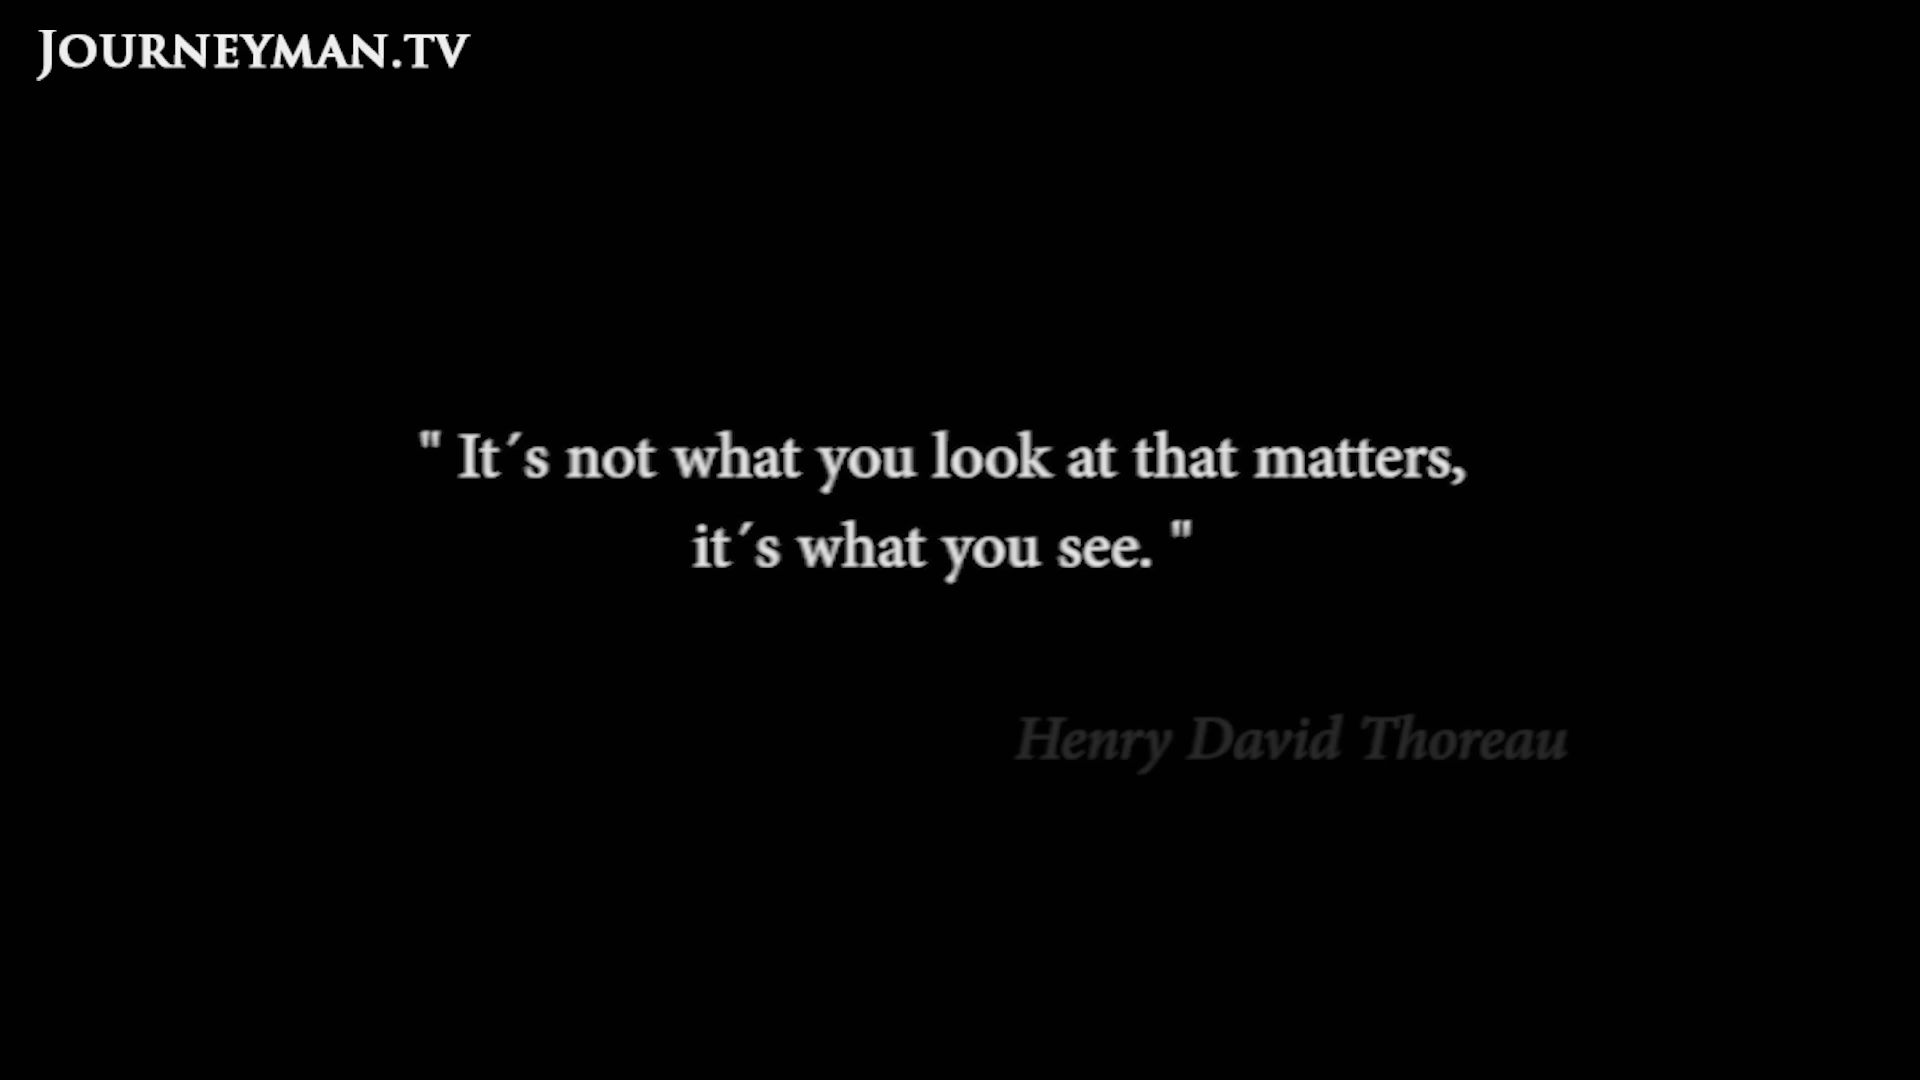 JOURNEYMAN.TV
" It´s not what you look at that matters,
it´s what you see. "
Henry David Thoreau